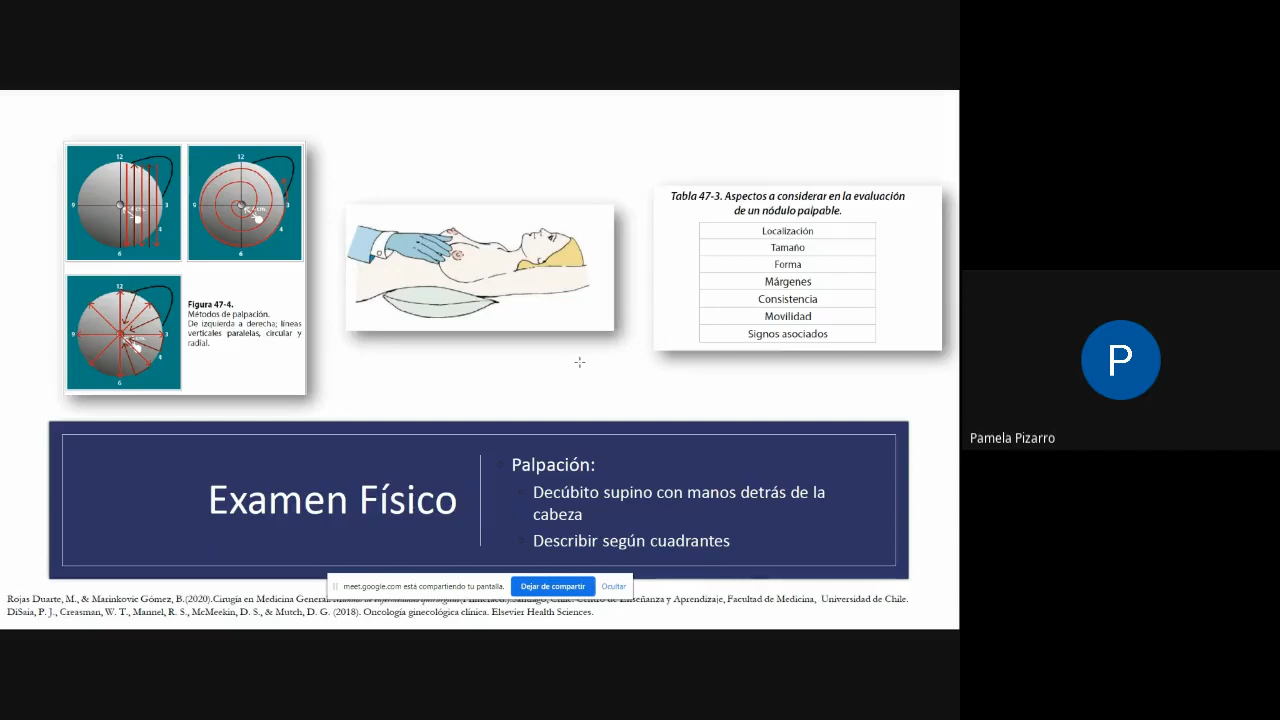 12
9
3
4
6
12
9
3
4
6
12
9
3
4
6
Figura 47-4.
Métodos de palpación.
De izquierda a derecha; líneas
verticales paralelas, circular y
radial.
Tabla 47-3. Aspectos a considerar en la evaluación
de un nódulo palpable.
Localización
Tamaño
Forma
Márgenes
Consistencia
Movilidad
Signos asociados
P
Pamela Pizarro
Examen Físico
Palpación:
Decúbito supino con manos detrás de la
cabeza
Describir según cuadrantes
meet.google.com está compartiendo tu pantalla.
Dejar de compartir
Ocultar
Rojas Duarte, M., & Marinkovic Gómez, B.(2020).Cirugía en Medicina General. Santiago, Chile: Centro de Enseñanza y Aprendizaje, Facultad de Medicina, Universidad de Chile.
DiSaia, P. J., Creasman, W. T., Mannel, R. S., McMeekin, D. S., & Mutch, D. G. (2018). Oncología ginecológica clínica. Elsevier Health Sciences.